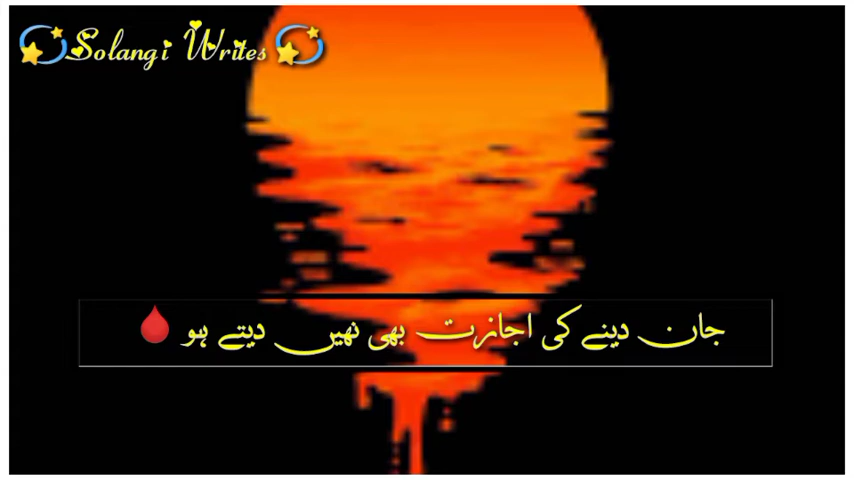 💫Solangi Writes💫
جان دینے کی اجازت بھی نہیں دیتے ہو 🩸